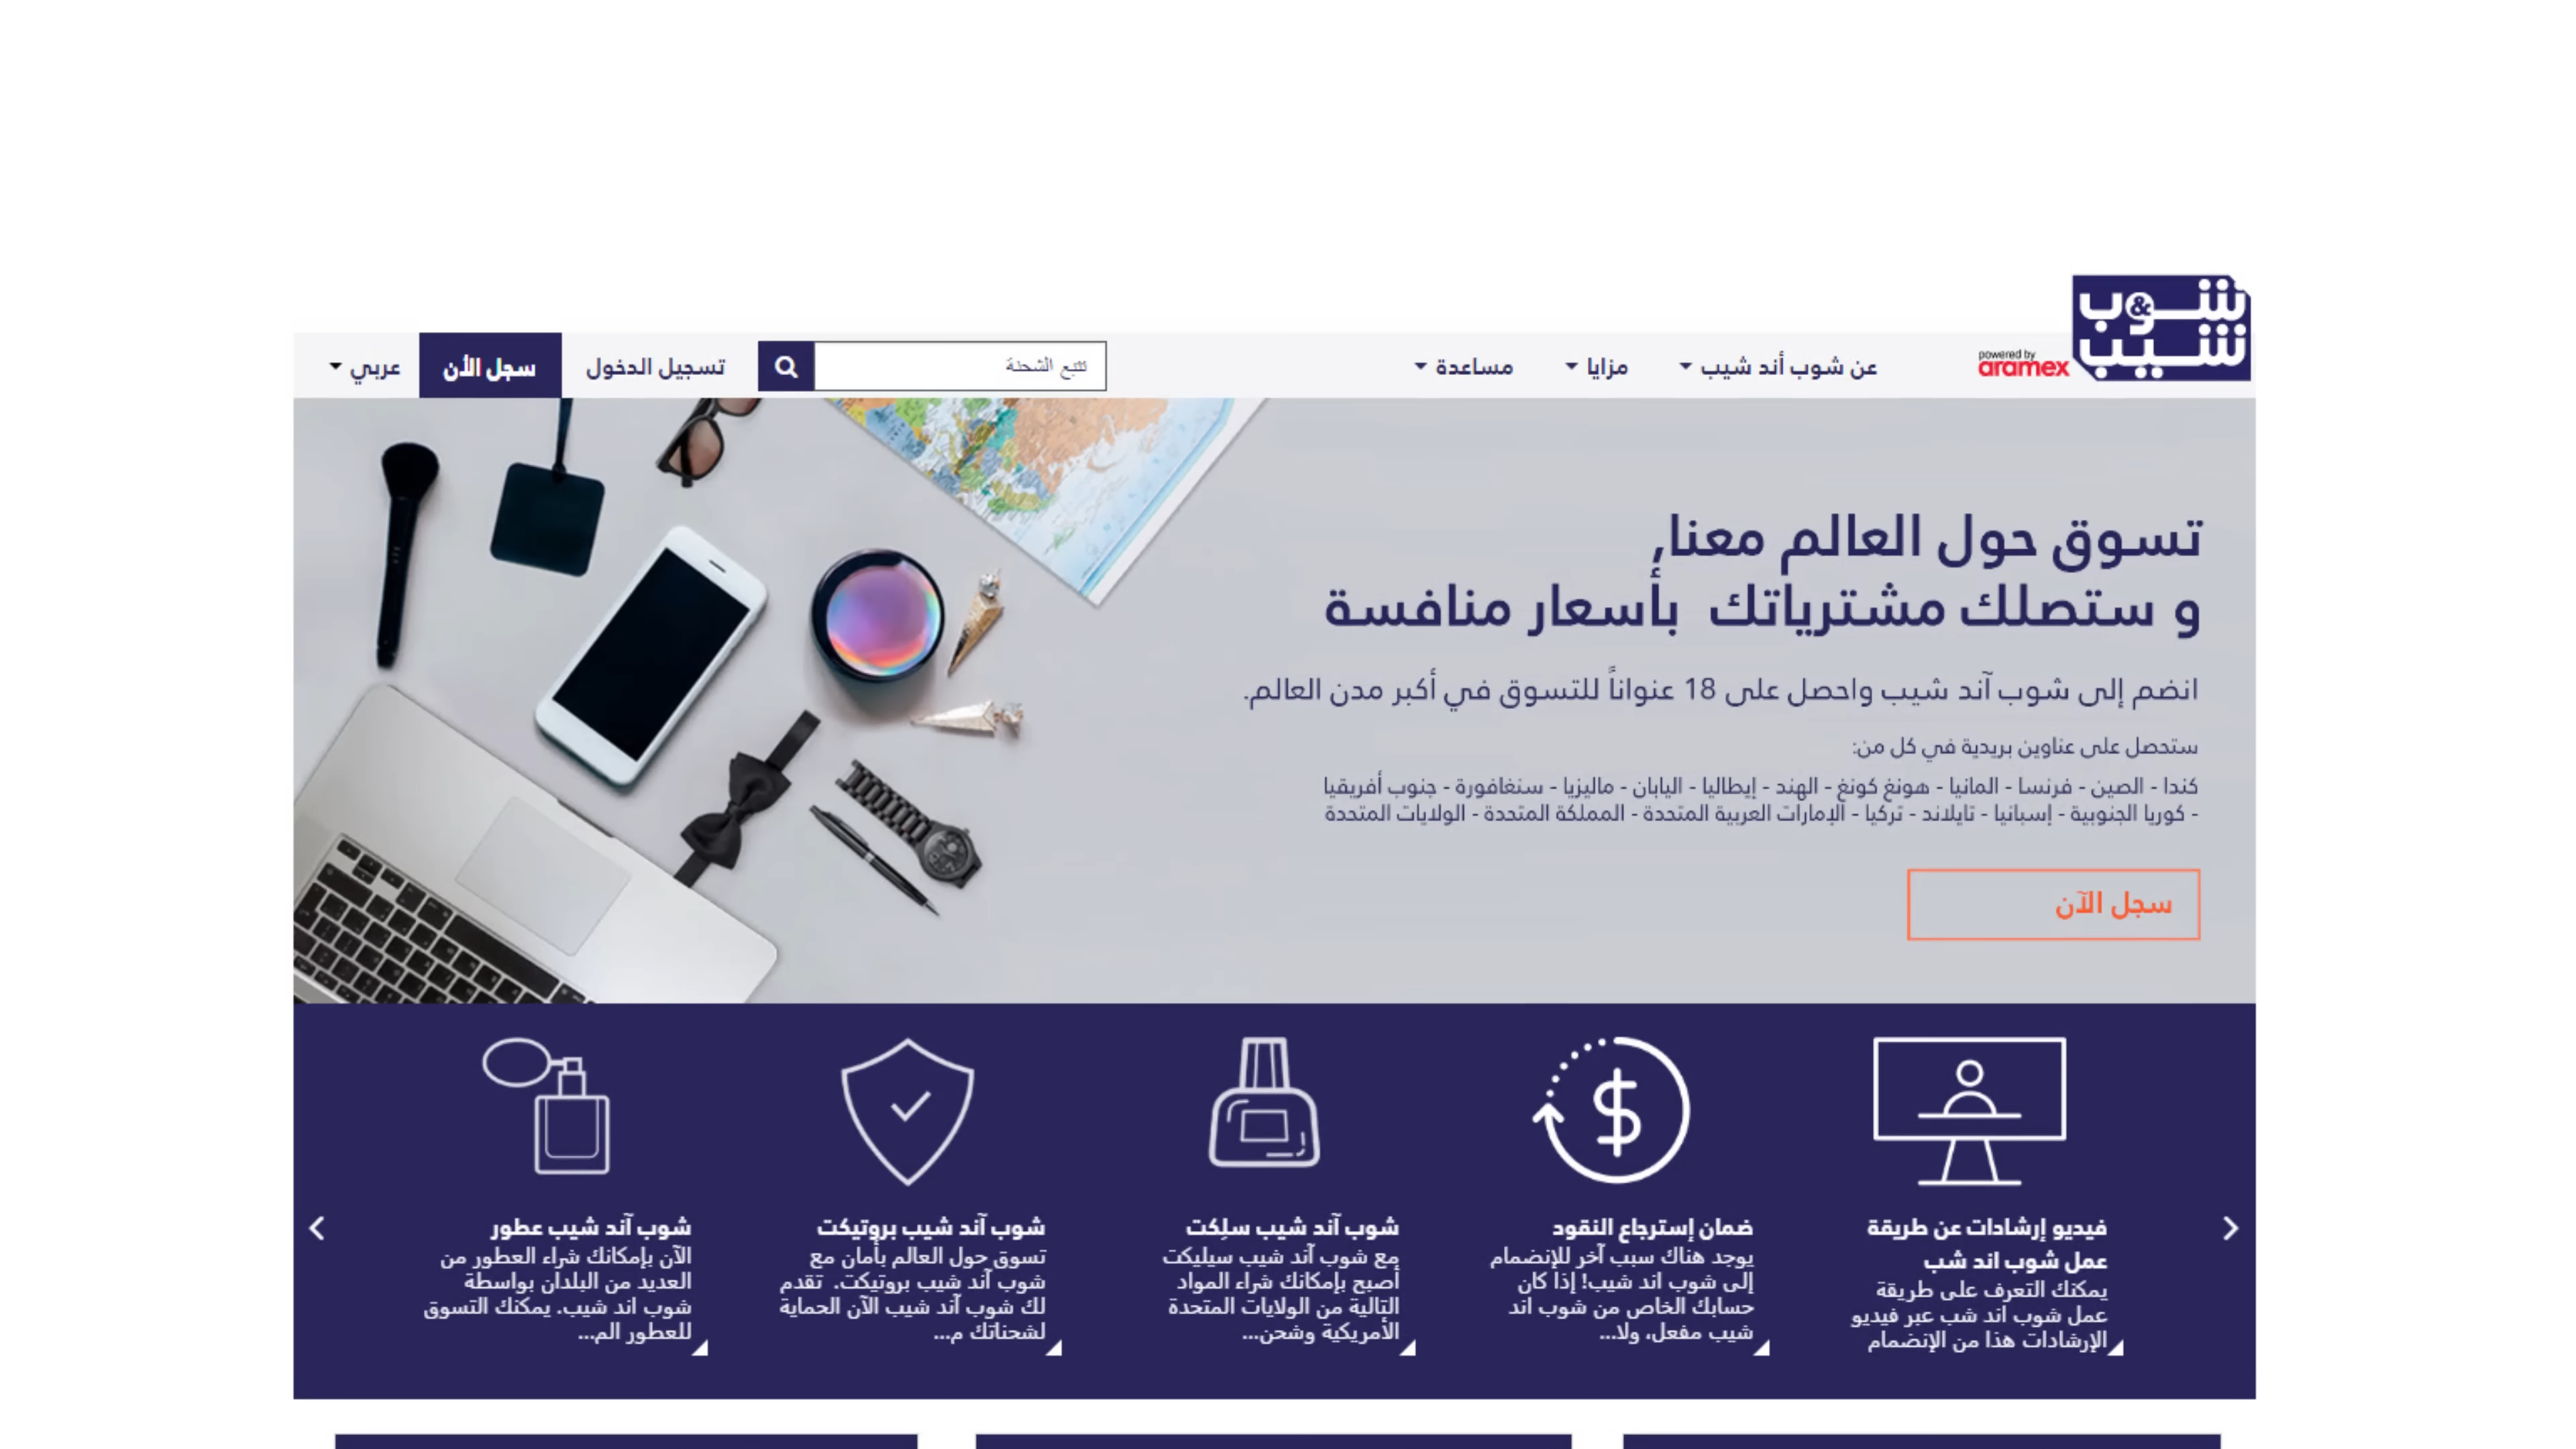 شوب &
شيب
powered by
aramex
عن شوب أند شيب
مزايا
مساعدة
تتبع الشحنة
تسجيل الدخول
سجل الأن
عربي
تسوق حول العالم معنا,
و ستصلك مشترياتك بأسعار منافسة
انضم إلى شوب آند شيب واحصل على 18 عنواناً للتسوق في أكبر مدن العالم.
ستحصل على عناوين بريدية في كل من:
كندا - الصين - فرنسا - المانيا - هونغ كونغ - الهند - إيطاليا - اليابان - ماليزيا - سنغافورة - جنوب أفريقيا
- كوريا الجنوبية - إسبانيا - تايلاند - تركيا - الإمارات العربية المتحدة - المملكة المتحدة - الولايات المتحدة
سجل الآن
فيديو إرشادات عن طريقة
عمل شوب اند شب
يمكنك التعرف على طريقة
عمل شوب اند شب عبر فيديو
الإرشادات هذا من الإنضمام
ضمان إسترجاع النقود
يوجد هناك سبب آخر للإنضمام
إلى شوب اند شيب! إذا كان
حسابك الخاص من شوب اند
شيب مفعل، ولا...
شوب آند شيب سلِكت
مع شوب آند شيب سيليكت
أصبح بإمكانك شراء المواد
التالية من الولايات المتحدة
الأمريكية وشحن...
شوب آند شيب بروتيكت
تسوق حول العالم بأمان مع
شوب آند شيب بروتيكت. تقدم
لك شوب آند شيب الآن الحماية
لشحناتك م...
شوب آند شيب عطور
الآن بإمكانك شراء العطور من
العديد من البلدان بواسطة
شوب اند شيب. يمكنك التسوق
للعطور الم...